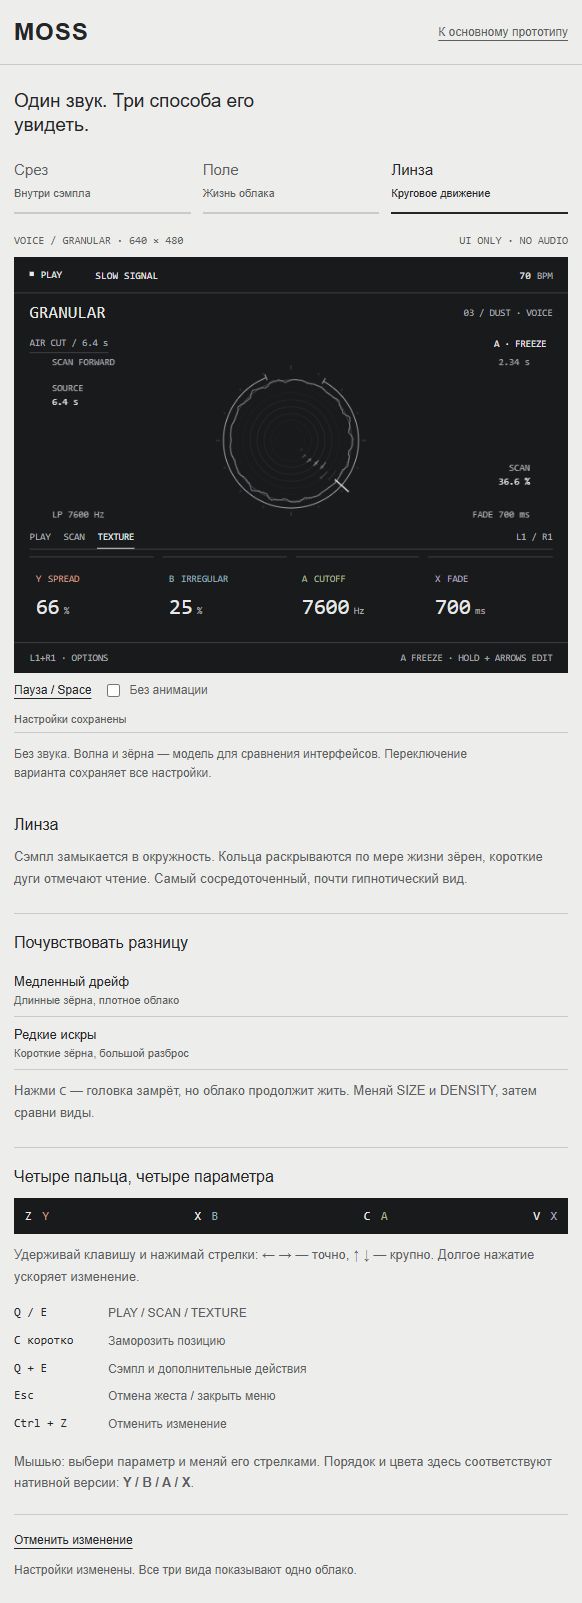 MOSS
К основному прототипу
Один звук. Три способа его
увидеть.
Срез
Внутри сэмпла
Поле
Жизнь облака
Линза
Круговое движение
VOICE / GRANULAR · 640 × 480
UI ONLY · NO AUDIO
■ PLAY SLOW SIGNAL 70 BPM
GRANULAR 03 / DUST · VOICE
AIR CUT / 6.4 s A · FREEZE
SCAN FORWARD 2.34 s
SOURCE
6.4 s
SCAN
36.6 %
LP 7600 Hz FADE 700 ms
PLAY SCAN TEXTURE L1 / R1
Y SPREAD B IRREGULAR A CUTOFF X FADE
66 % 25 % 7600 Hz 700 ms
L1+R1 · OPTIONS A FREEZE · HOLD + ARROWS EDIT
Пауза / Space Без анимации
Настройки сохранены
Без звука. Волна и зёрна — модель для сравнения интерфейсов. Переключение
варианта сохраняет все настройки.
Линза
Сэмпл замыкается в окружность. Кольца раскрываются по мере жизни зёрен, короткие
дуги отмечают чтение. Самый сосредоточенный, почти гипнотический вид.
Почувствовать разницу
Медленный дрейф
Длинные зёрна, плотное облако
Редкие искры
Короткие зёрна, большой разброс
Нажми C — головка замрёт, но облако продолжит жить. Меняй SIZE и DENSITY, затем
сравни виды.
Четыре пальца, четыре параметра
Z Y X B C A V X
Удерживай клавишу и нажимай стрелки: ← → — точно, ↑ ↓ — крупно. Долгое нажатие
ускоряет изменение.
Q / E PLAY / SCAN / TEXTURE
C коротко Заморозить позицию
Q + E Сэмпл и дополнительные действия
Esc Отмена жеста / закрыть меню
Ctrl + Z Отменить изменение
Мышью: выбери параметр и меняй его стрелками. Порядок и цвета здесь соответствуют
нативной версии: Y / B / A / X.
Отменить изменение
Настройки изменены. Все три вида показывают одно облако.